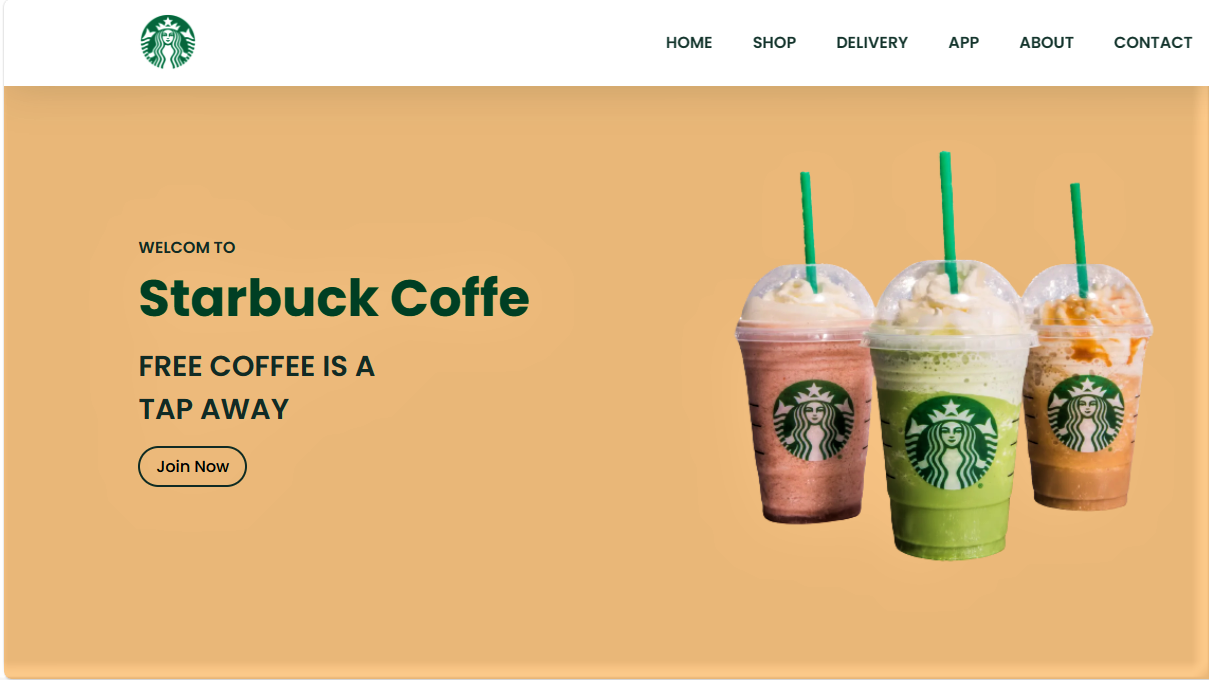 HOME SHOP DELIVERY APP ABOUT CONTACT
WELCOM TO
Starbuck Coffe
FREE COFFEE IS A
TAP AWAY
Join Now